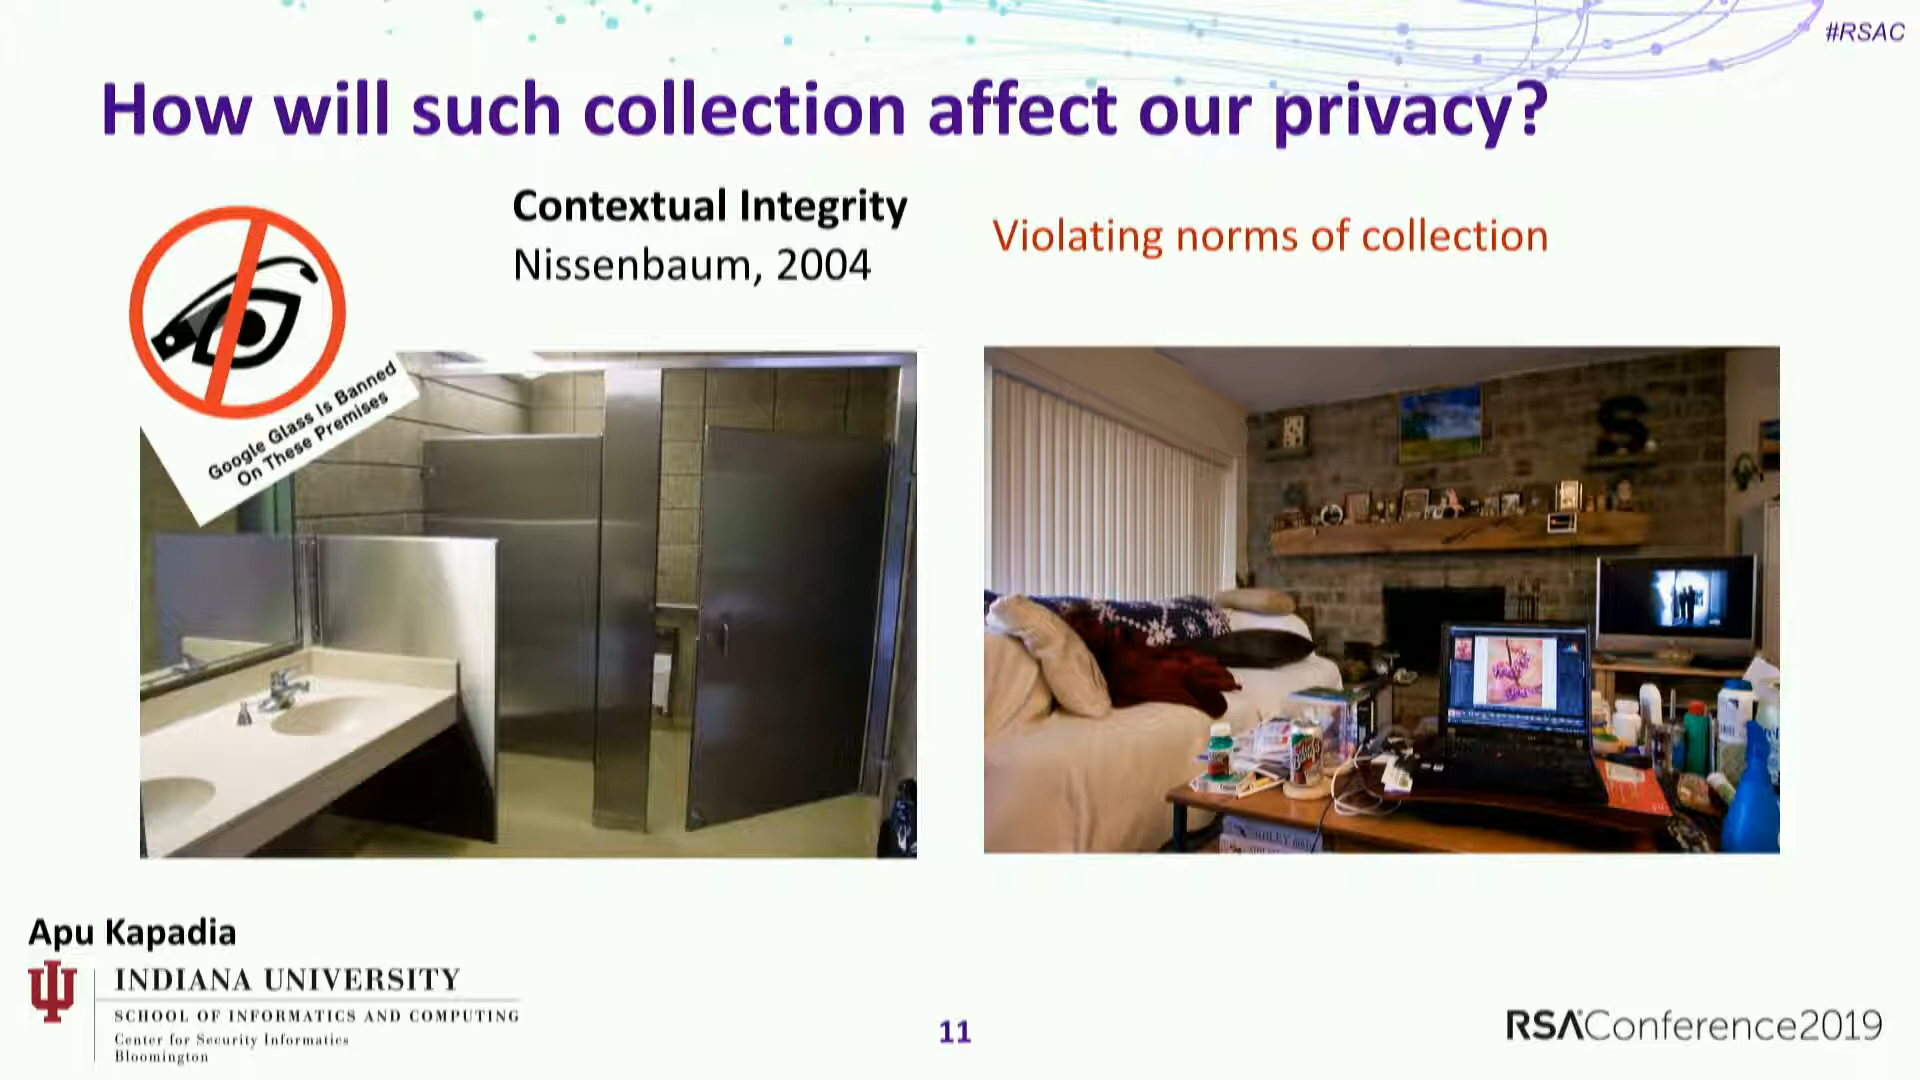 #RSAC
How will such collection affect our privacy?
Contextual Integrity
Nissenbaum, 2004
Violating norms of collection
Google Glass Is Banned
On These Premises
Apu Kapadia
INDIANA UNIVERSITY
SCHOOL OF INFORMATICS AND COMPUTING
Center for Security Informatics
Bloomington
11
RSAConference2019